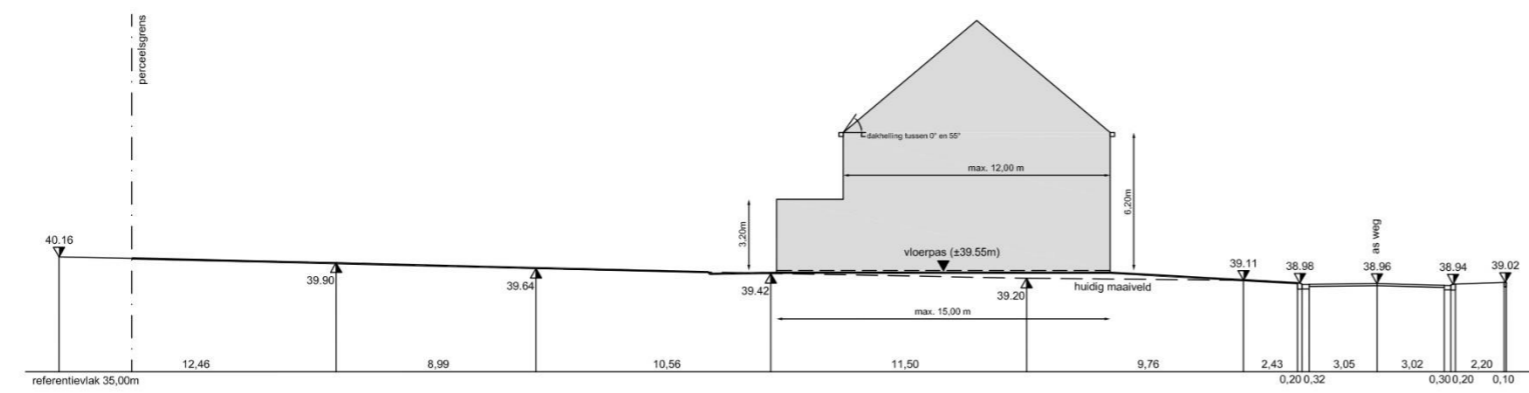 perceelsgrens
dakhelling tussen 0° en 55°
max. 12,00 m
3,20m
6,20m
as weg
vloerpas (±39.55m)
40.16
39.90
39.64
39.42
39.20
39.11
38.98
38.96
38.94
39.02
huidig maaiveld
max. 15,00 m
12,46
8,99
10,56
11,50
9,76
2,43
3,05
3,02
2,20
referentievlak 35,00m
0,20
0,32
0,30
0,20
0,10